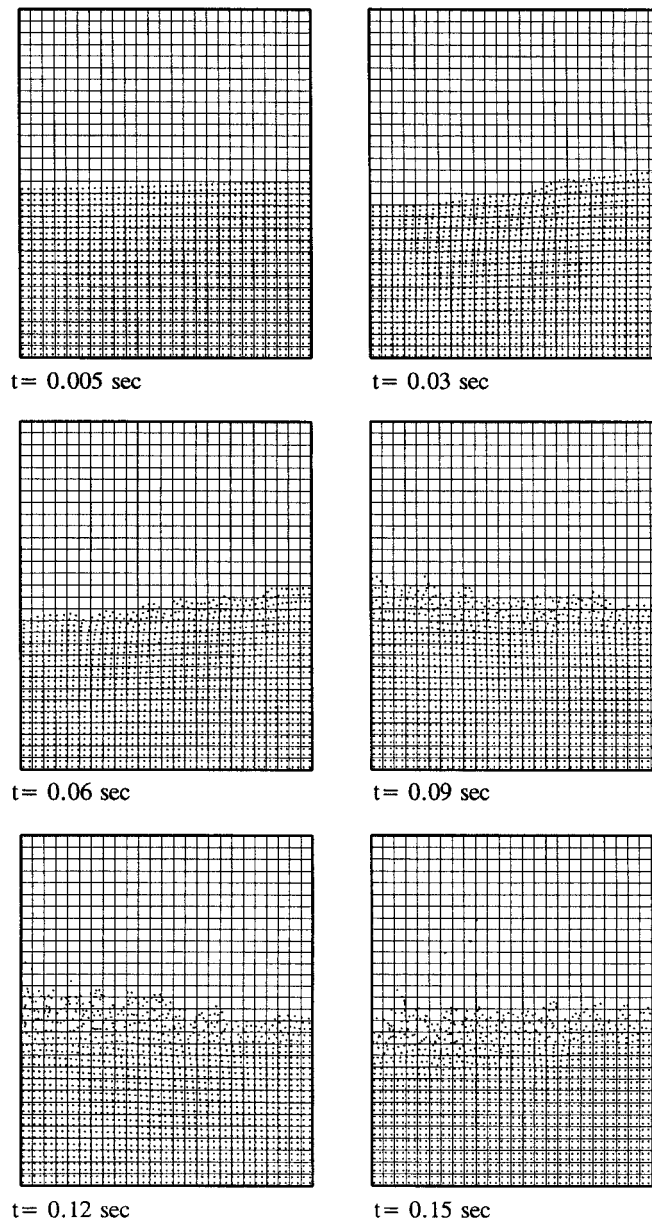 t= 0.005 sec
t= 0.03 sec
t= 0.06 sec
t= 0.09 sec
t= 0.12 sec
t= 0.15 sec